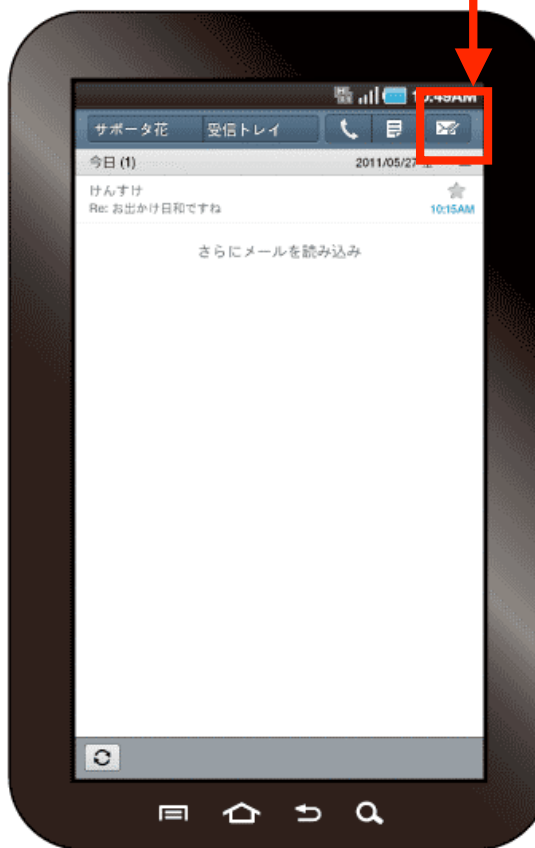 サポータ花 受信トレイ
今日 (1) 2011/05/27
けんすけ
Re: お出かけ日和ですね 10:15AM
さらにメールを読み込み